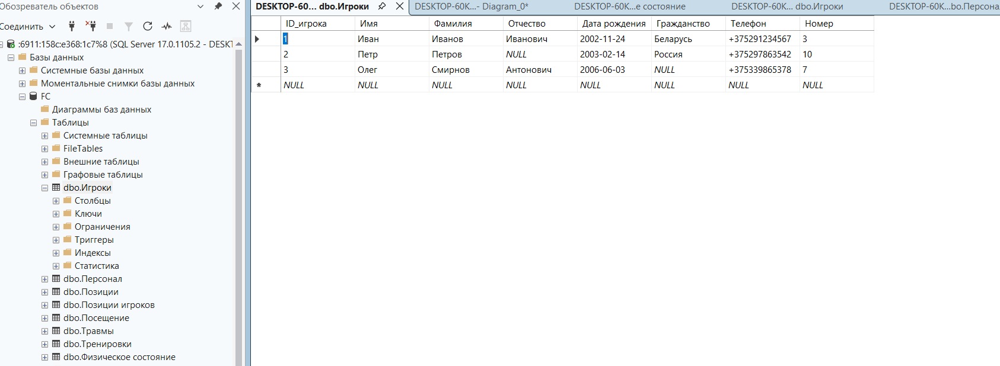 Обозреватель объектов
Соединить
:6911:158c:e368:1c7%8 (SQL Server 17.0.1105.2 - DESKT
Базы данных
Системные базы данных
Моментальные снимки базы данных
FC
Диаграммы баз данных
Таблицы
Системные таблицы
FileTables
Внешние таблицы
Графовые таблицы
dbo.Игроки
Столбцы
Ключи
Ограничения
Триггеры
Индексы
Статистика
dbo.Персонал
dbo.Позиции
dbo.Позиции игроков
dbo.Посещение
dbo.Травмы
dbo.Тренировки
dbo.Физическое состояние
DESKTOP-60... dbo.Игроки DESKTOP-60K...- Diagram_0* DESKTOP-60K...е состояние DESKTOP-60K... dbo.Игроки DESKTOP-60K...bo.Персона
ID_игрока Имя Фамилия Отчество Дата рождения Гражданство Телефон Номер
1 Иван Иванов Иванович 2002-11-24 Беларусь +375291234567 3
2 Петр Петров NULL 2003-02-14 Россия +375297863542 10
3 Олег Смирнов Антонович 2006-06-03 NULL +375339865378 7
* NULL NULL NULL NULL NULL NULL NULL NULL